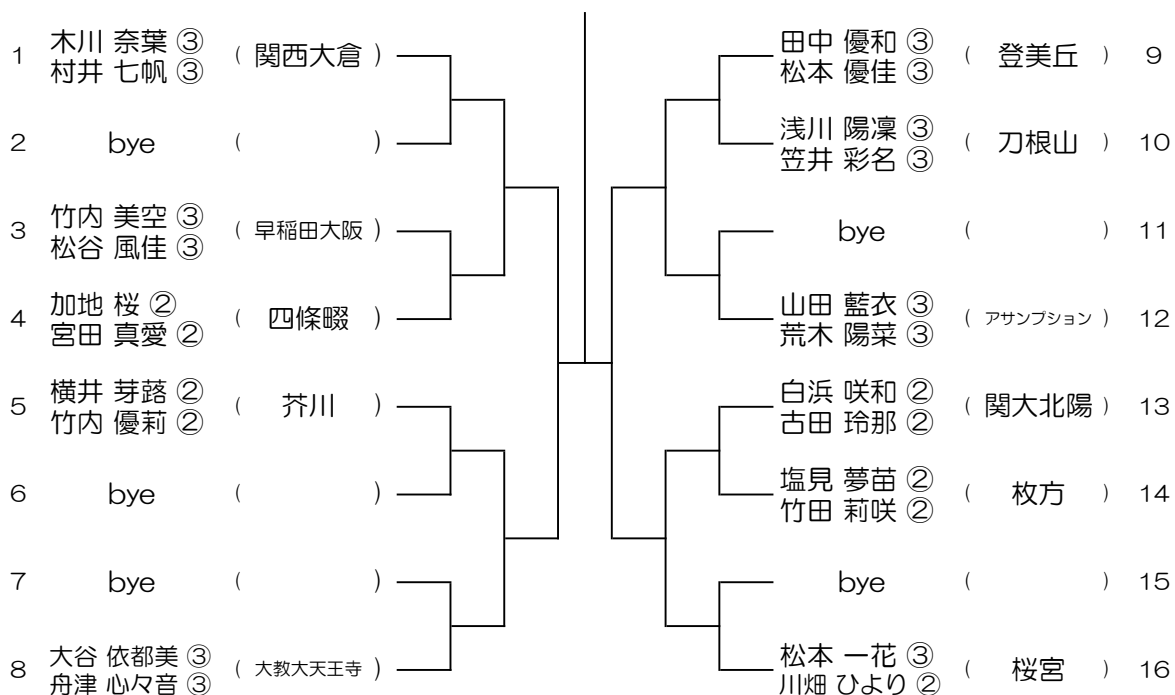 1 木川 奈葉 ③ ( 関西大倉 )
村井 七帆 ③
2 bye ( )
3 竹内 美空 ③ ( 早稲田大阪 )
松谷 風佳 ③
4 加地 桜 ② ( 四條畷 )
宮田 真愛 ②
5 横井 芽蕗 ② ( 芥川 )
竹内 優莉 ②
6 bye ( )
7 bye ( )
8 大谷 依都美 ③ ( 大教大天王寺 )
舟津 心々音 ③
田中 優和 ③ ( 登美丘 ) 9
松本 優佳 ③
浅川 陽凜 ③ ( 刀根山 ) 10
笠井 彩名 ③
bye ( ) 11
山田 藍衣 ③ ( アサンプション ) 12
荒木 陽菜 ③
白浜 咲和 ② ( 関大北陽 ) 13
古田 玲那 ②
塩見 夢苗 ② ( 枚方 ) 14
竹田 莉咲 ②
bye ( ) 15
松本 一花 ③ ( 桜宮 ) 16
川畑 ひより ②